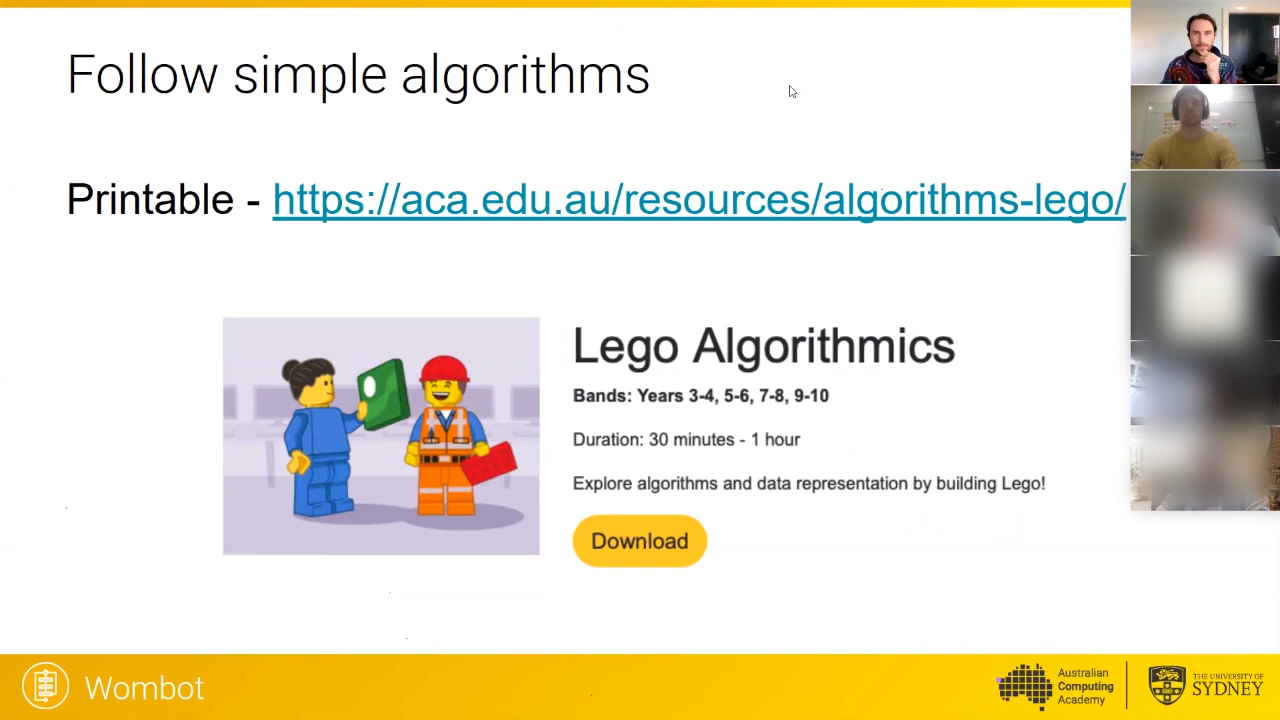 Follow simple algorithms
Printable - https://aca.edu.au/resources/algorithms-lego/
Lego Algorithmics
Bands: Years 3-4, 5-6, 7-8, 9-10
Duration: 30 minutes - 1 hour
Explore algorithms and data representation by building Lego!
Download
Wombot
Australian
Computing
Academy
THE UNIVERSITY OF
SYDNEY